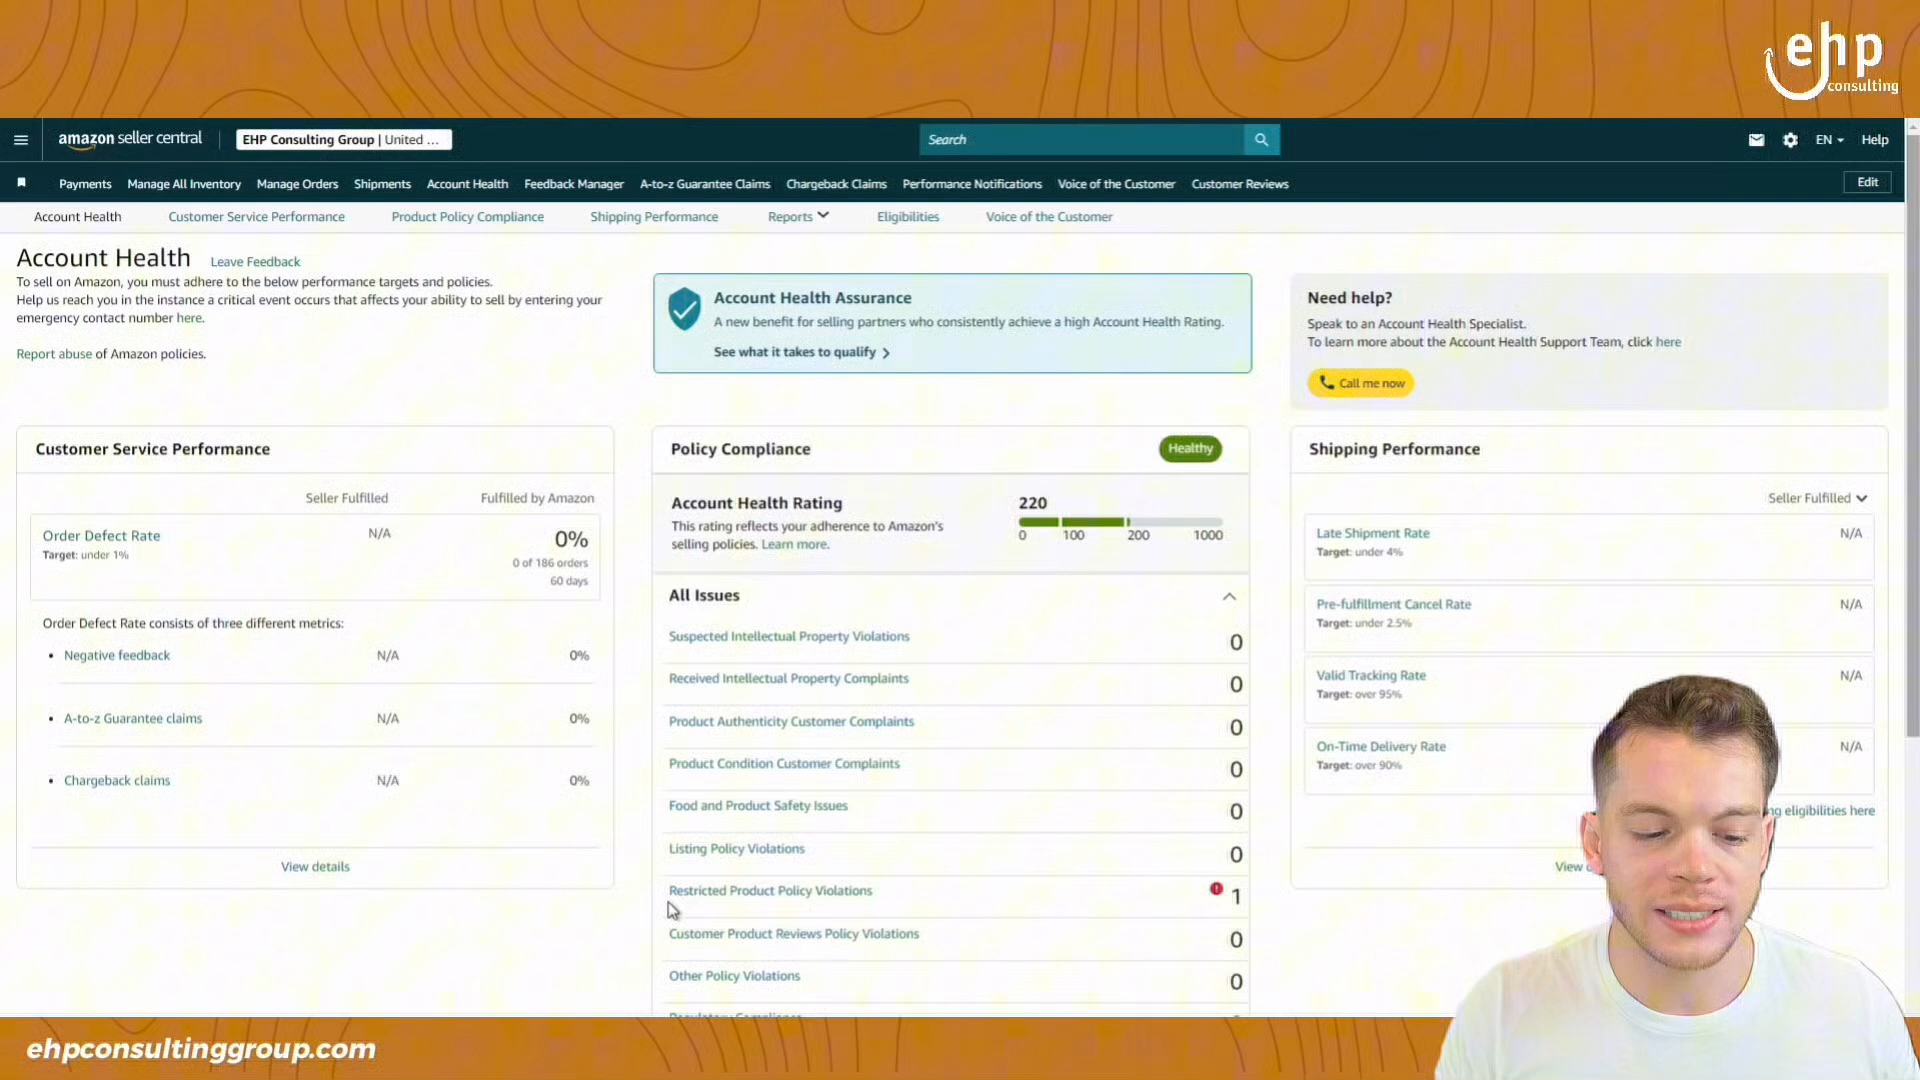 ehp
consulting
amazon seller central
EHP Consulting Group | United ...
Search
EN
Help
Payments
Manage All Inventory
Manage Orders
Shipments
Account Health
Feedback Manager
A-to-z Guarantee Claims
Chargeback Claims
Performance Notifications
Voice of the Customer
Customer Reviews
Edit
Account Health
Customer Service Performance
Product Policy Compliance
Shipping Performance
Reports
Eligibilities
Voice of the Customer
Account Health
Leave Feedback
To sell on Amazon, you must adhere to the below performance targets and policies.
Help us reach you in the instance a critical event occurs that affects your ability to sell by entering your
emergency contact number here.
Report abuse of Amazon policies.
Account Health Assurance
A new benefit for selling partners who consistently achieve a high Account Health Rating.
See what it takes to qualify
Need help?
Speak to an Account Health Specialist.
To learn more about the Account Health Support Team, click here
Call me now
Customer Service Performance
Seller Fulfilled
Fulfilled by Amazon
Order Defect Rate
Target: under 1%
N/A
0%
0 of 186 orders
60 days
Order Defect Rate consists of three different metrics:
• Negative feedback N/A 0%
• A-to-z Guarantee claims N/A 0%
• Chargeback claims N/A 0%
View details
Policy Compliance
Healthy
Account Health Rating
This rating reflects your adherence to Amazon's
selling policies. Learn more.
220
0 100 200 1000
All Issues
Suspected Intellectual Property Violations 0
Received Intellectual Property Complaints 0
Product Authenticity Customer Complaints 0
Product Condition Customer Complaints 0
Food and Product Safety Issues 0
Listing Policy Violations 0
Restricted Product Policy Violations 1
Customer Product Reviews Policy Violations 0
Other Policy Violations 0
Shipping Performance
Seller Fulfilled
Late Shipment Rate N/A
Target: under 4%
Pre-fulfillment Cancel Rate N/A
Target: under 2.5%
Valid Tracking Rate N/A
Target: over 95%
On-Time Delivery Rate N/A
Target: over 90%
eligibilities here
View
ehpconsultinggroup.com